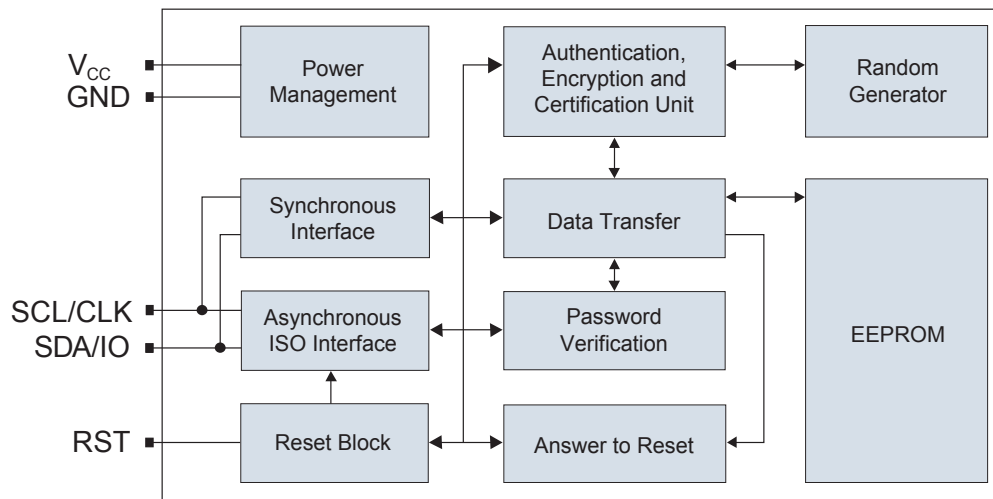 V_CC
GND
Power
Management
Authentication,
Encryption and
Certification Unit
Random
Generator
Synchronous
Interface
Data Transfer
SCL/CLK
SDA/IO
Asynchronous
ISO Interface
Password
Verification
EEPROM
RST
Reset Block
Answer to Reset